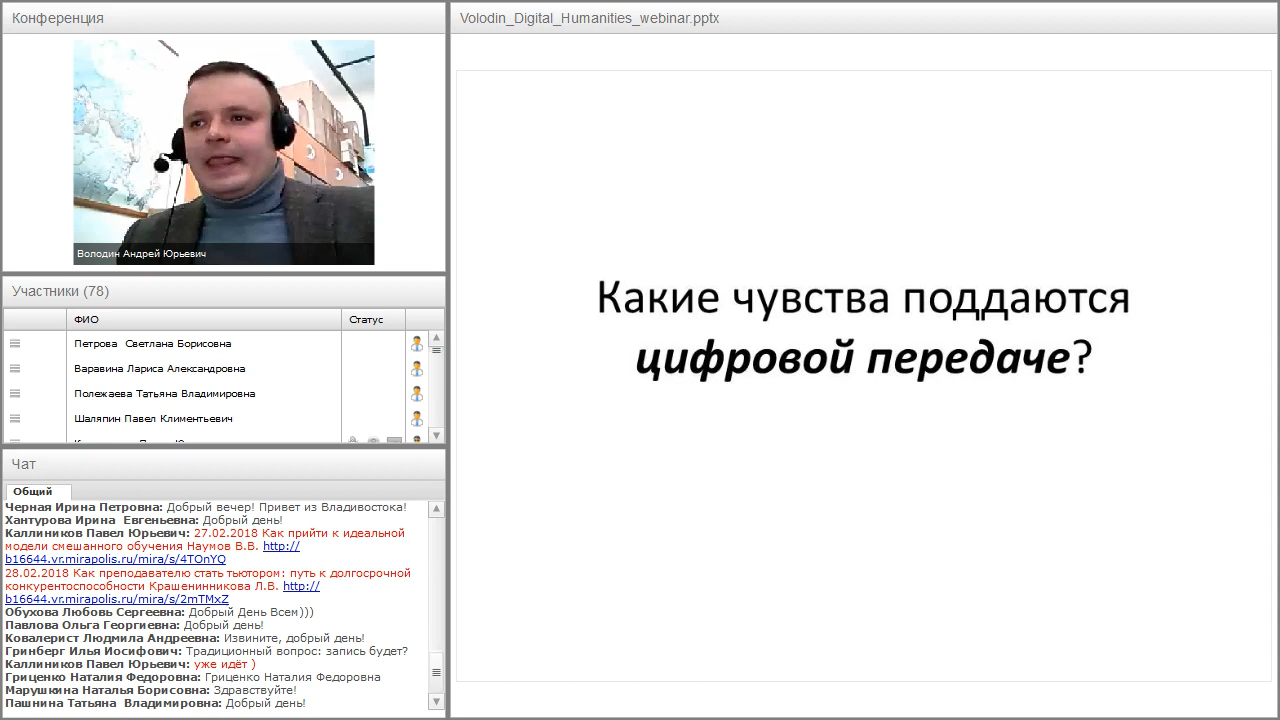 Конференция
Володин Андрей Юрьевич
Участники (78)
ФИО
Статус
Петрова Светлана Борисовна
Варавина Лариса Александровна
Полежаева Татьяна Владимировна
Шаляпин Павел Климентьевич
Чат
Общий
Черная Ирина Петровна: Добрый вечер! Привет из Владивостока!
Хантурова Ирина Евгеньевна: Добрый день!
Каллиников Павел Юрьевич: 27.02.2018 Как прийти к идеальной
модели смешанного обучения Наумов В.В. http://
b16644.vr.mirapolis.ru/mira/s/4TOnYQ
28.02.2018 Как преподавателю стать тьютором: путь к долгосрочной
конкурентоспособности Крашенинникова Л.В. http://
b16644.vr.mirapolis.ru/mira/s/2mTMxZ
Обухова Любовь Сергеевна: Добрый День Всем)))
Павлова Ольга Георгиевна: Добрый день!
Ковалерист Людмила Андреевна: Извините, добрый день!
Гринберг Илья Иосифович: Традиционный вопрос: запись будет?
Каллиников Павел Юрьевич: уже идёт )
Гриценко Наталия Федоровна: Гриценко Наталия Федоровна
Марушкина Наталья Борисовна: Здравствуйте!
Пашнина Татьяна Владимировна: Добрый день!
Volodin_Digital_Humanities_webinar.pptx
Какие чувства поддаются
цифровой передаче?